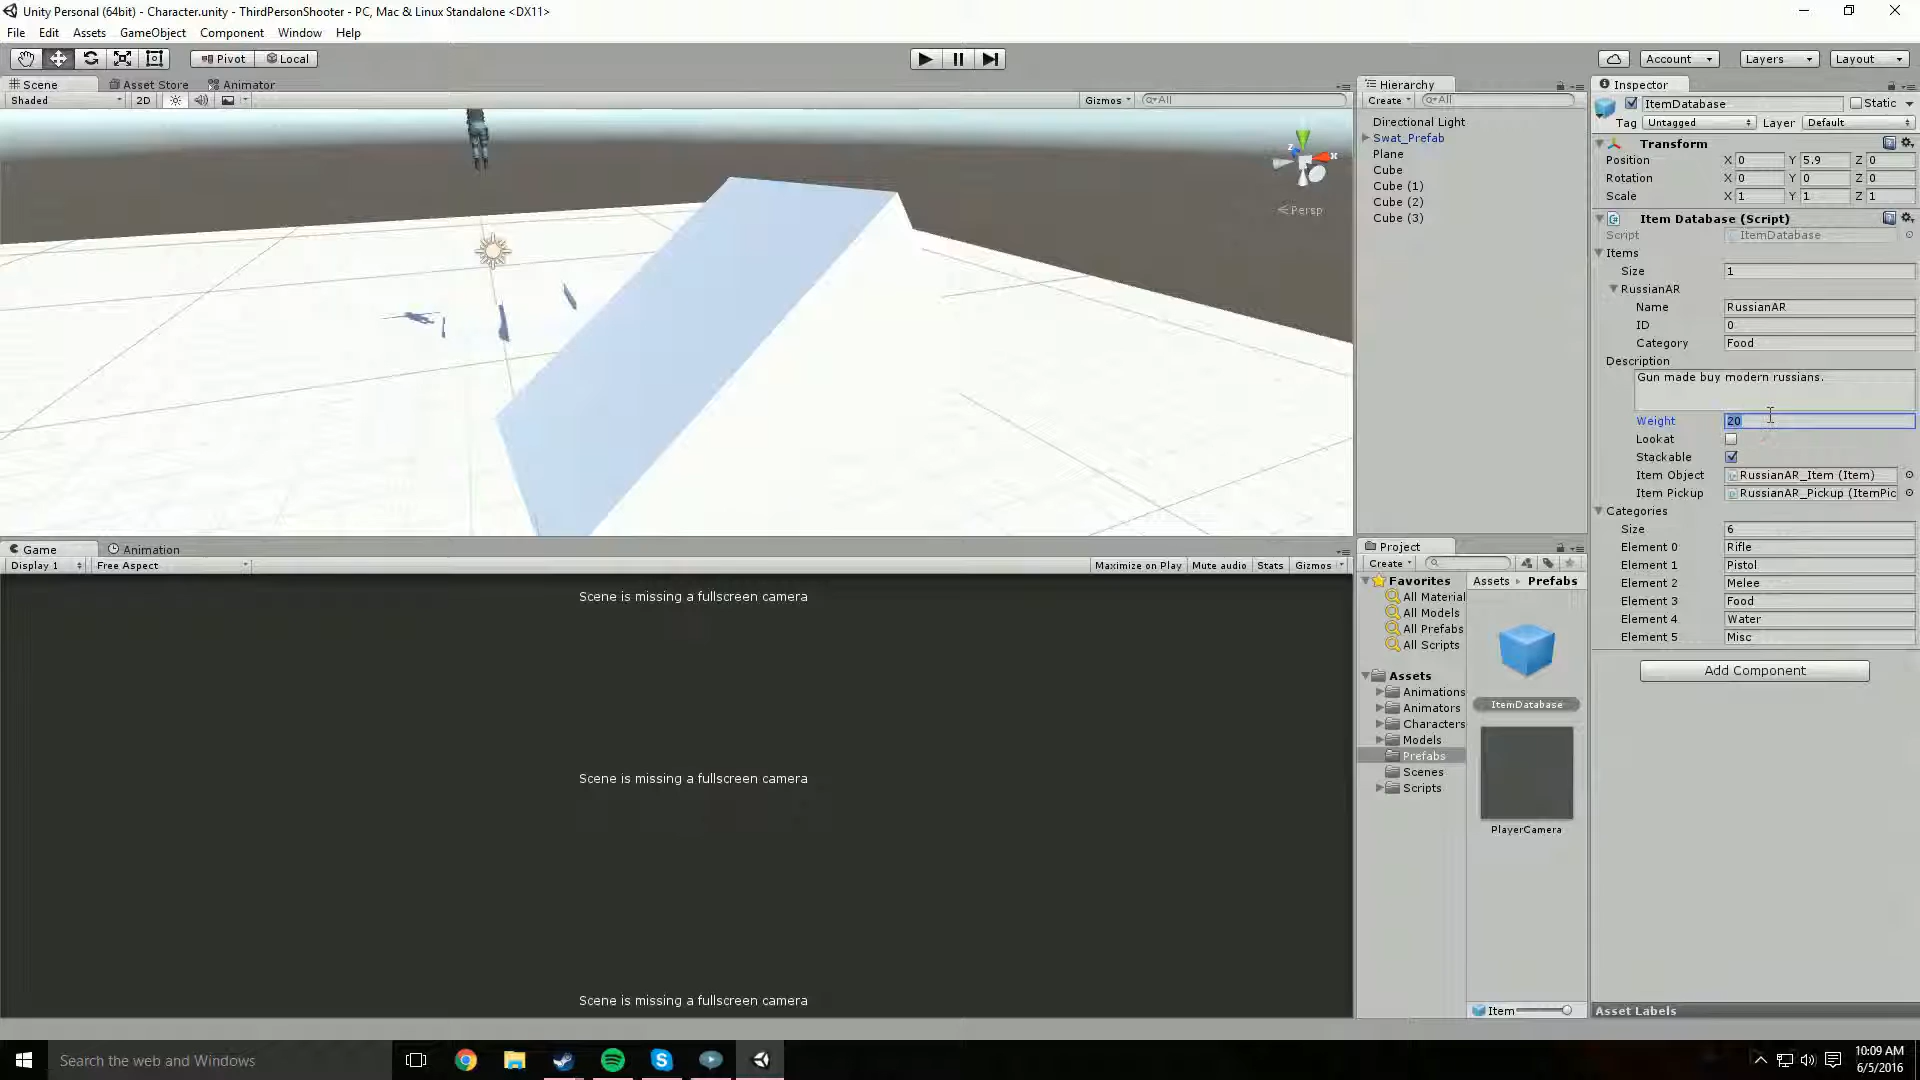 Unity Personal (64bit) - Character.unity - ThirdPersonShooter - PC, Mac & Linux Standalone <DX11>
File Edit Assets GameObject Component Window Help
Pivot Local
Account Layers Layout
Scene Asset Store Animator
Shaded 2D Gizmos All
x
z
Persp
Hierarchy
Create All
Directional Light
Swat_Prefab
Plane
Cube
Cube (1)
Cube (2)
Cube (3)
Inspector
ItemDatabase Static
Tag Untagged Layer Default
Transform
Position X 0 Y 5.9 Z 0
Rotation X 0 Y 0 Z 0
Scale X 1 Y 1 Z 1
Item Database (Script)
Script ItemDatabase
Items
Size 1
RussianAR
Name RussianAR
ID 0
Category Food
Description
Gun made buy modern russians.
Weight 20
Lookat
Stackable
Item Object RussianAR_Item (Item)
Item Pickup RussianAR_Pickup (ItemPic
Categories
Size 6
Element 0 Rifle
Element 1 Pistol
Element 2 Melee
Element 3 Food
Element 4 Water
Element 5 Misc
Add Component
Asset Labels
Game Animation
Display 1 Free Aspect Maximize on Play Mute audio Stats Gizmos
Scene is missing a fullscreen camera
Scene is missing a fullscreen camera
Scene is missing a fullscreen camera
Project
Create
Favorites
All Material
All Models
All Prefabs
All Scripts
Assets
Animations
Animators
Characters
Models
Prefabs
Scenes
Scripts
Assets Prefabs
ItemDatabase
PlayerCamera
Item
Search the web and Windows
10:09 AM
6/5/2016